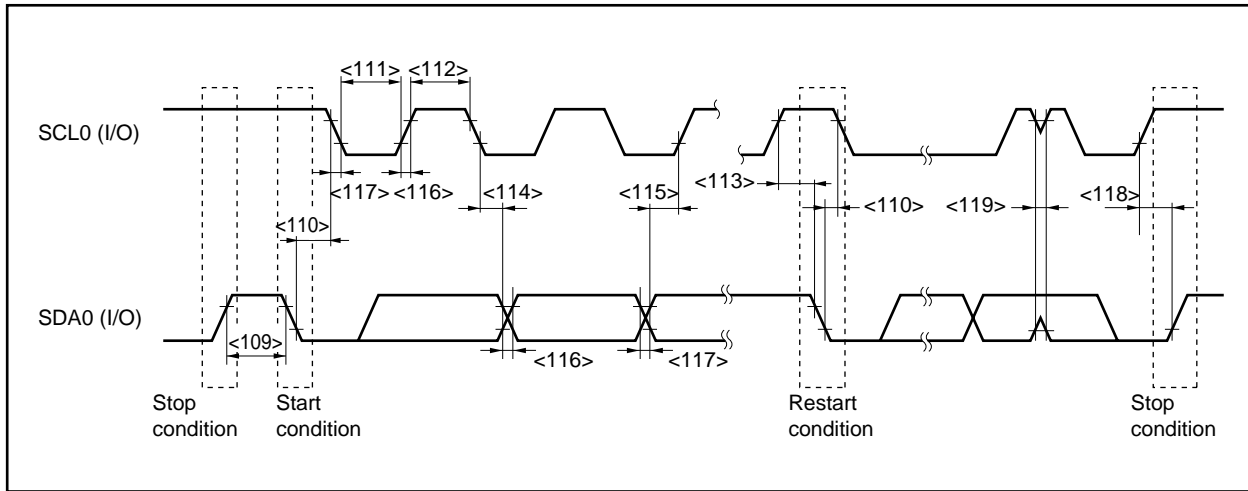 <111> <112>
SCL0 (I/O)
<117> <116> <114> <115> <113> <110> <119> <118>
<110>
SDA0 (I/O)
<109> <116> <117>
Stop condition
Start condition
Restart condition
Stop condition